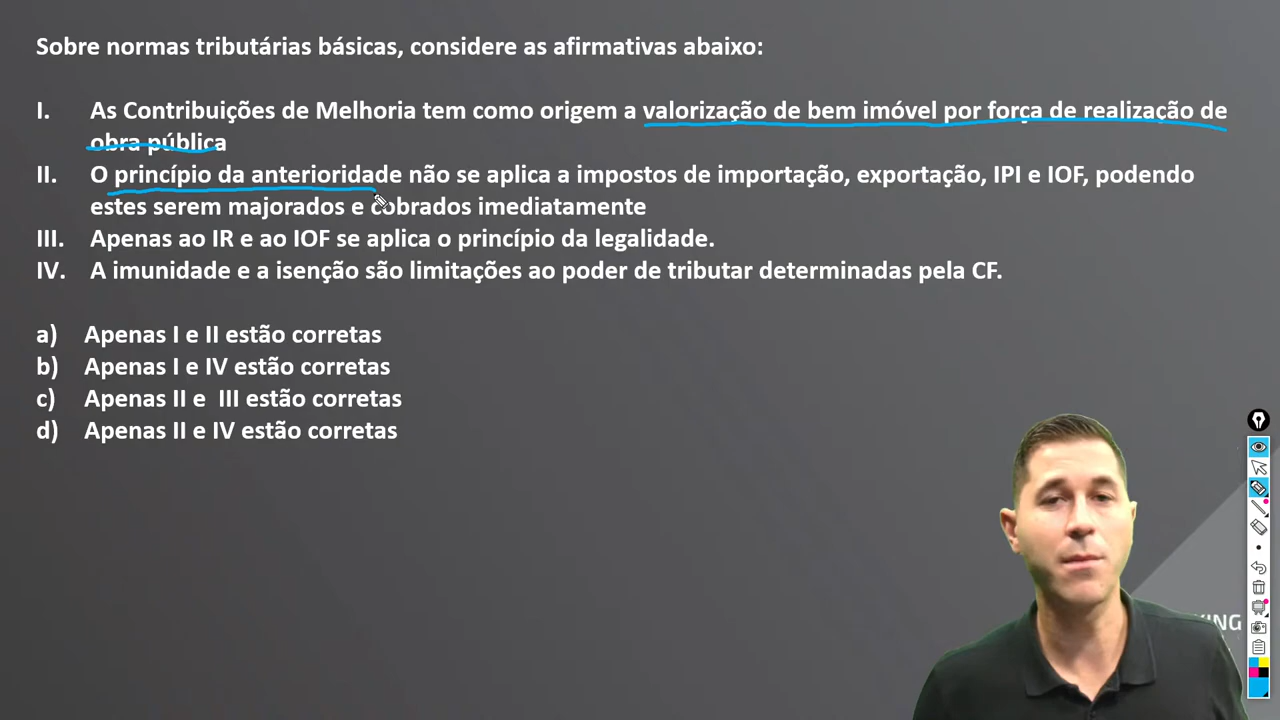 Sobre normas tributárias básicas, considere as afirmativas abaixo:
I. As Contribuições de Melhoria tem como origem a valorização de bem imóvel por força de realização de
obra pública
II. O princípio da anterioridade não se aplica a impostos de importação, exportação, IPI e IOF, podendo
estes serem majorados e cobrados imediatamente
III. Apenas ao IR e ao IOF se aplica o princípio da legalidade.
IV. A imunidade e a isenção são limitações ao poder de tributar determinadas pela CF.
a) Apenas I e II estão corretas
b) Apenas I e IV estão corretas
c) Apenas II e III estão corretas
d) Apenas II e IV estão corretas